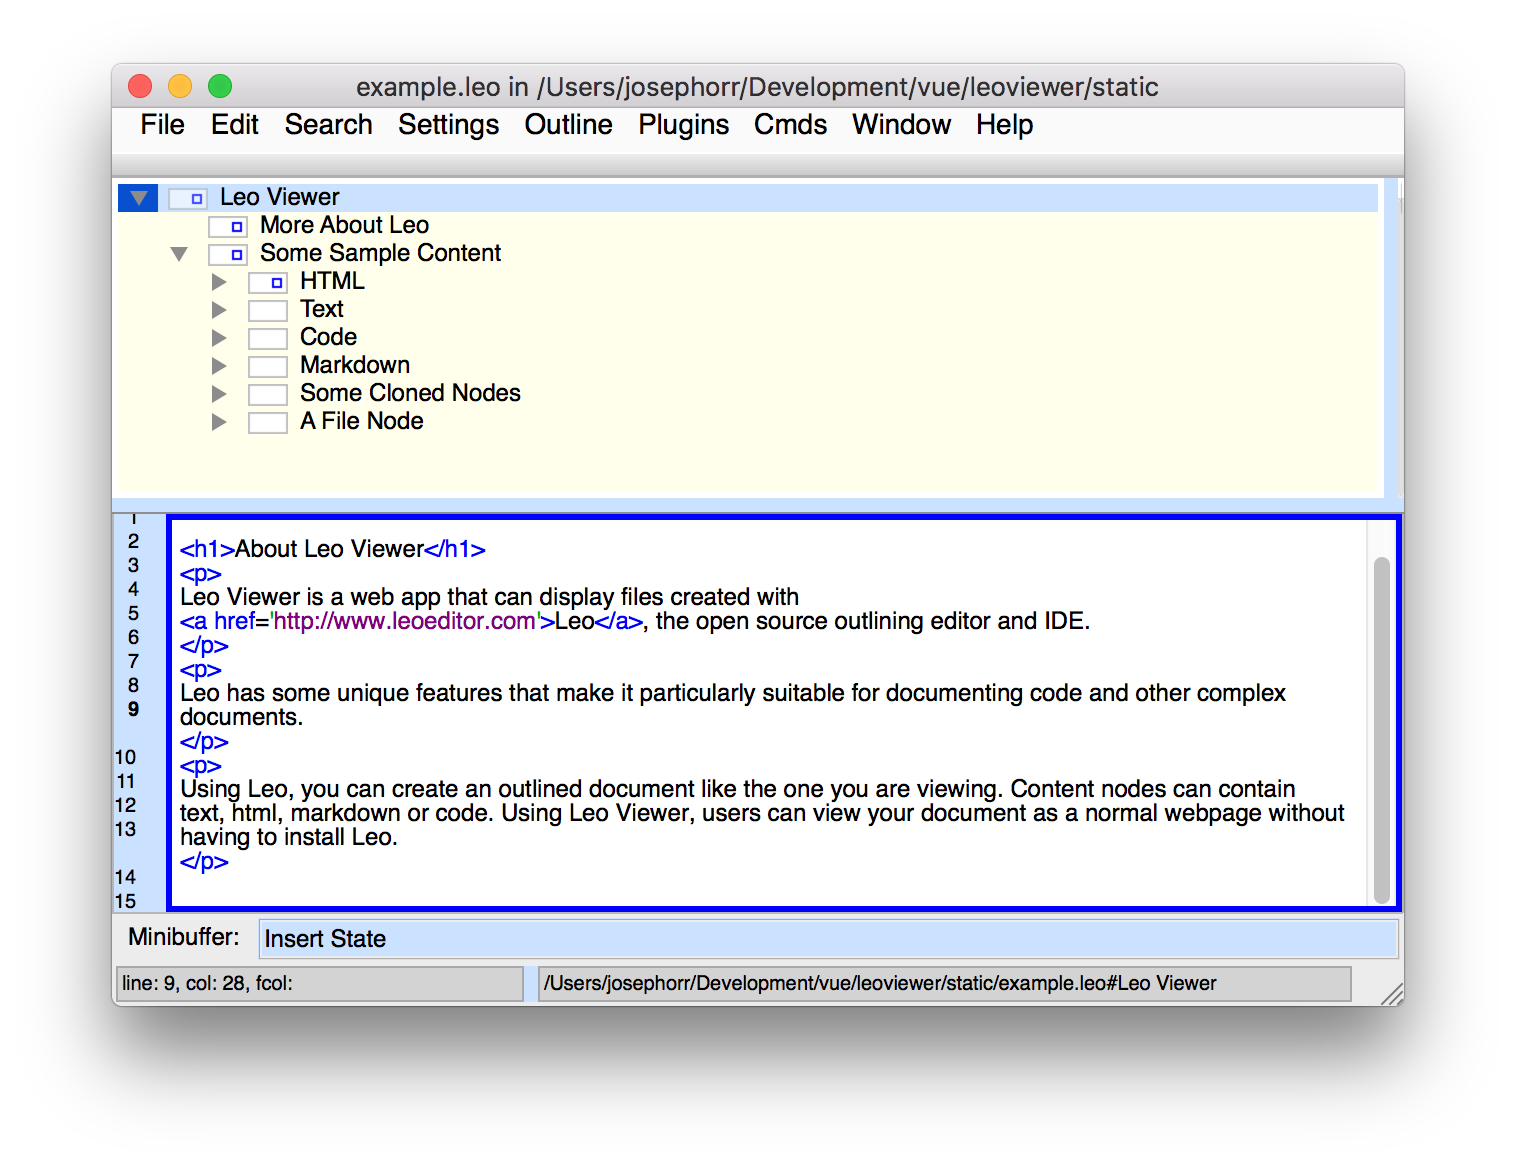 example.leo in /Users/josephorr/Development/vue/leoviewer/static
File Edit Search Settings Outline Plugins Cmds Window Help
Leo Viewer
More About Leo
Some Sample Content
HTML
Text
Code
Markdown
Some Cloned Nodes
A File Node
1
2 <h1>About Leo Viewer</h1>
3 <p>
4 Leo Viewer is a web app that can display files created with
5 <a href='http://www.leoeditor.com'>Leo</a>, the open source outlining editor and IDE.
6 </p>
7 <p>
8 Leo has some unique features that make it particularly suitable for documenting code and other complex
9 documents.
</p>
10 <p>
11 Using Leo, you can create an outlined document like the one you are viewing. Content nodes can contain
12 text, html, markdown or code. Using Leo Viewer, users can view your document as a normal webpage without
13 having to install Leo.
</p>
14
15
Minibuffer: Insert State
line: 9, col: 28, fcol:
/Users/josephorr/Development/vue/leoviewer/static/example.leo#Leo Viewer